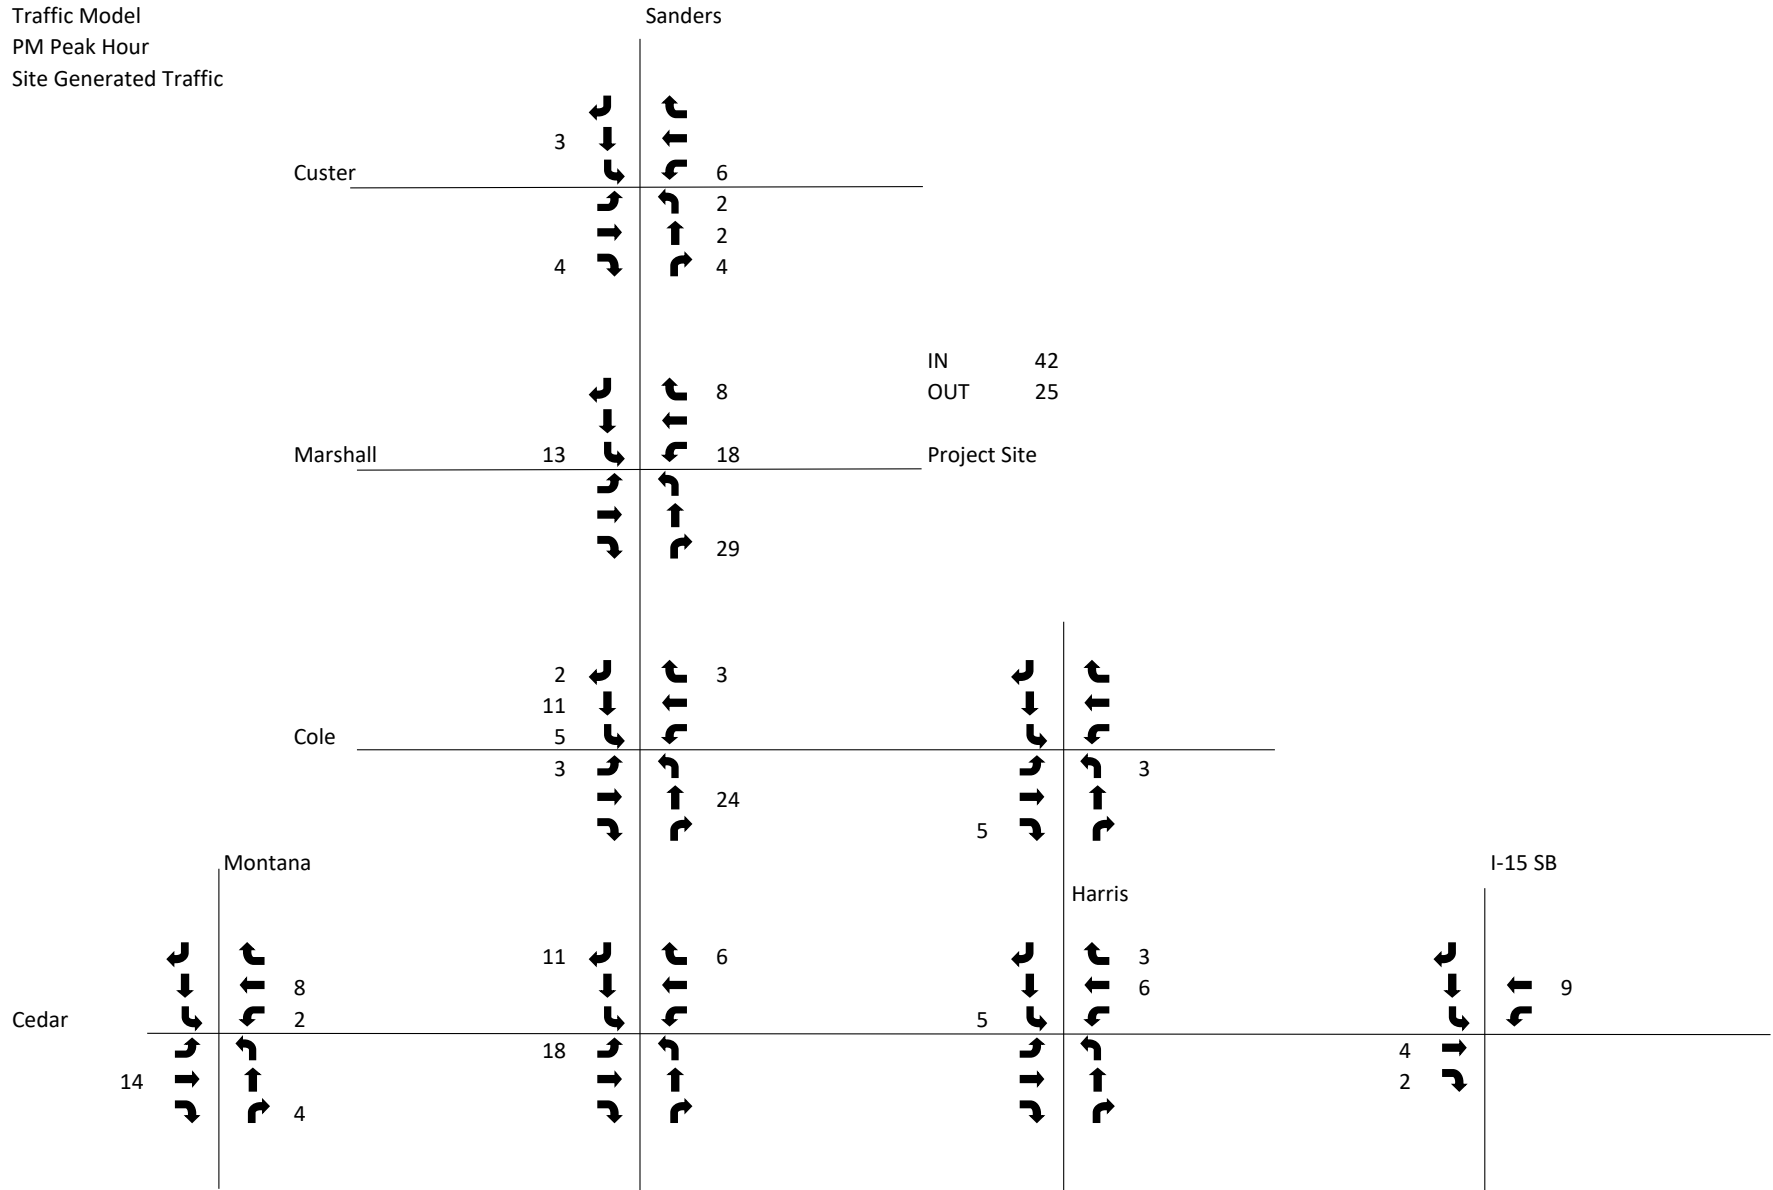 Traffic Model
Sanders
PM Peak Hour
Site Generated Traffic
3
Custer
6
2
2
4
4
IN 42
8
OUT 25
Marshall
13
18
Project Site
29
2
3
11
Cole
5
3
3
24
5
Montana
I-15 SB
Harris
11
6
3
8
6
9
Cedar
2
5
18
4
14
2
4